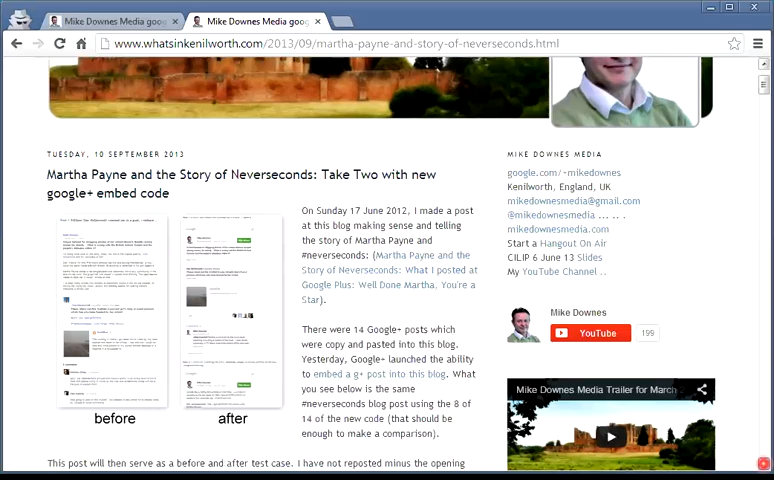 Mike Downes Media goog
Mike Downes Media goog
www.whatsinkenilworth.com/2013/09/martha-payne-and-story-of-neverseconds.html
TUESDAY, 10 SEPTEMBER 2013
Martha Payne and the Story of Neverseconds: Take Two with new
google+ embed code
before
after
On Sunday 17 June 2012, I made a post
at this blog making sense and telling
the story of Martha Payne and
#neverseconds: (Martha Payne and the
Story of Neverseconds: What I posted at
Google Plus: Well Done Martha, You're a
Star).
There were 14 Google+ posts which
were copy and pasted into this blog.
Yesterday, Google+ launched the ability
to embed a g+ post into this blog. What
you see below is the same
#neverseconds blog post using the 8 of
14 of the new code (that should be
enough to make a comparison).
This post will then serve as a before and after test case. I have not reposted minus the opening
MIKE DOWNES MEDIA
google.com/+mikedownes
Kenilworth, England, UK
mikedownesmedia@gmail.com
@mikedownesmedia ... .. .
mikedownesmedia.com
Start a Hangout On Air
CILIP 6 June 13 Slides
My YouTube Channel ..
Mike Downes
YouTube 199
Mike Downes Media Trailer for March